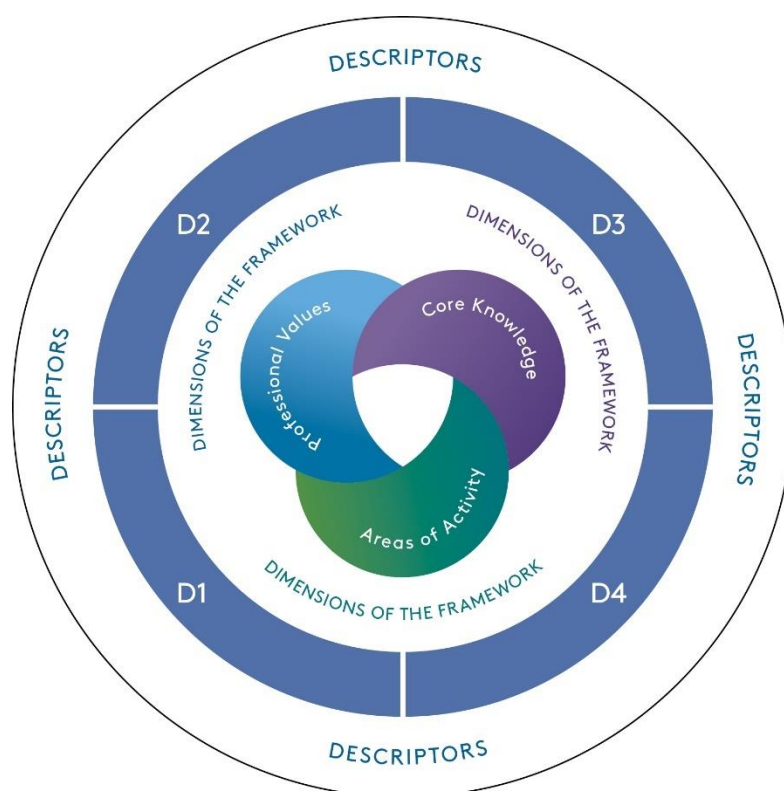 DESCRIPTORS
D2
D3
DIMENSIONS OF THE FRAMEWORK
DIMENSIONS OF THE FRAMEWORK
Professional Values
Core Knowledge
DESCRIPTORS
DESCRIPTORS
Areas of Activity
DIMENSIONS OF THE FRAMEWORK
D1
D4
DESCRIPTORS